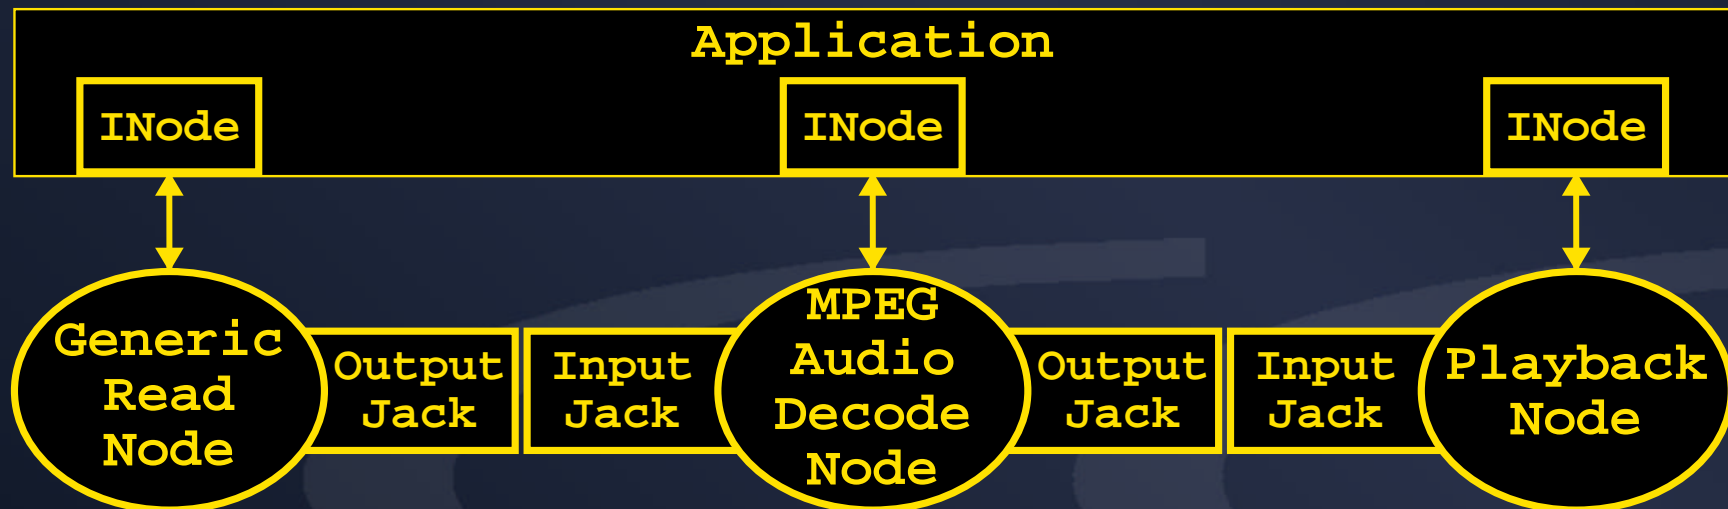 Application
INode
INode
INode
Generic
Read
Node
Output
Jack
Input
Jack
MPEG
Audio
Decode
Node
Output
Jack
Input
Jack
Playback
Node